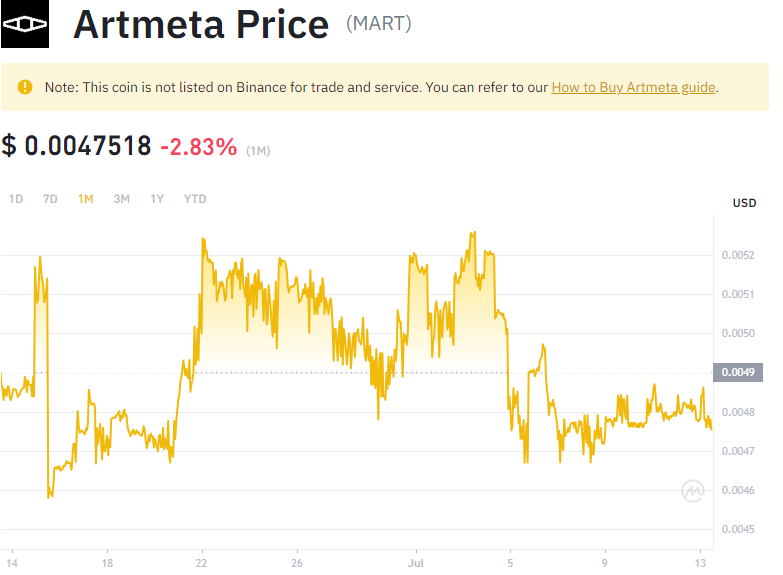 Artmeta Price (MART)
Note: This coin is not listed on Binance for trade and service. You can refer to our How to Buy Artmeta guide.
$ 0.0047518 -2.83% (1M)
1D 7D 1M 3M 1Y YTD
USD
0.0052
0.0051
0.0050
0.0049
0.0048
0.0047
0.0046
0.0045
14 18 22 26 Jul 5 9 13